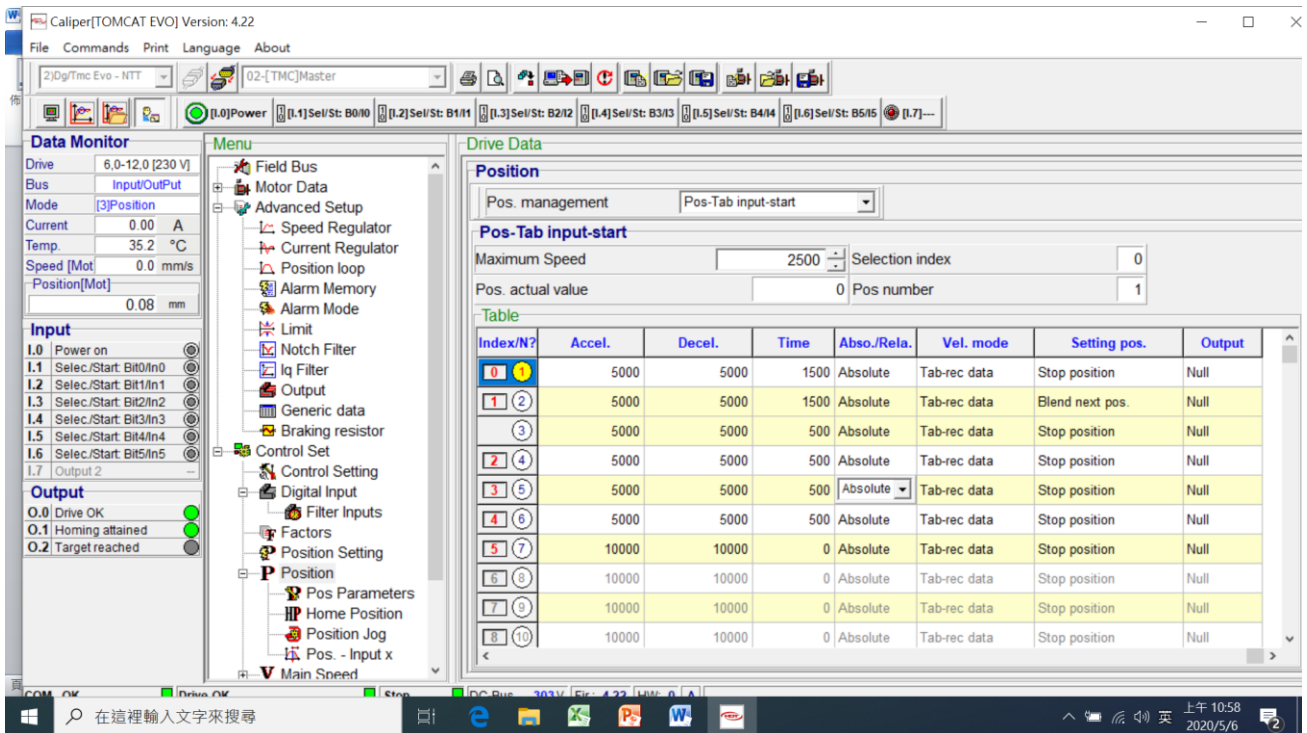 Caliper[TOMCAT EVO] Version: 4.22
File Commands Print Language About
2)Dg/Tmc Evo - NTT 02-[TMC]Master
[I.0]Power [I.1]Sel/St: B0/I0 [I.2]Sel/St: B1/I1 [I.3]Sel/St: B2/I2 [I.4]Sel/St: B3/I3 [I.5]Sel/St: B4/I4 [I.6]Sel/St: B5/I5 [I.7]---
Data Monitor
Drive 6,0-12,0 [230 V]
Bus Input/OutPut
Mode [3]Position
Current 0.00 A
Temp. 35.2 °C
Speed [Mot 0.0 mm/s
Position[Mot]
0.08 mm
Input
I.0 Power on
I.1 Selec./Start: Bit0/In0
I.2 Selec./Start: Bit1/In1
I.3 Selec./Start: Bit2/In2
I.4 Selec./Start: Bit3/In3
I.5 Selec./Start: Bit4/In4
I.6 Selec./Start: Bit5/In5
I.7 Output 2 ---
Output
O.0 Drive OK
O.1 Homing attained
O.2 Target reached
Menu
Field Bus
Motor Data
Advanced Setup
Speed Regulator
Current Regulator
Position loop
Alarm Memory
Alarm Mode
Limit
Notch Filter
Iq Filter
Output
Generic data
Braking resistor
Control Set
Control Setting
Digital Input
Filter Inputs
Factors
Position Setting
P Position
Pos Parameters
HP Home Position
Position Jog
Pos. - Input x
V Main Speed
Drive Data
Position
Pos. management Pos-Tab input-start
Pos-Tab input-start
Maximum Speed 2500 Selection index 0
Pos. actual value 0 Pos number 1
Table
Index/N? Accel. Decel. Time Abso./Rela. Vel. mode Setting pos. Output
0 1 5000 5000 1500 Absolute Tab-rec data Stop position Null
1 2 5000 5000 1500 Absolute Tab-rec data Blend next pos. Null
3 5000 5000 500 Absolute Tab-rec data Stop position Null
2 4 5000 5000 500 Absolute Tab-rec data Stop position Null
3 5 5000 5000 500 Absolute Tab-rec data Stop position Null
4 6 5000 5000 500 Absolute Tab-rec data Stop position Null
5 7 10000 10000 0 Absolute Tab-rec data Stop position Null
6 8 10000 10000 0 Absolute Tab-rec data Stop position Null
7 9 10000 10000 0 Absolute Tab-rec data Stop position Null
8 10 10000 10000 0 Absolute Tab-rec data Stop position Null
COM. OK Drive OK Stop DC-Bus 303V Fir.: 4.22 HW: 0 A
在這裡輸入文字來搜尋
英 上午 10:58
2020/5/6
2